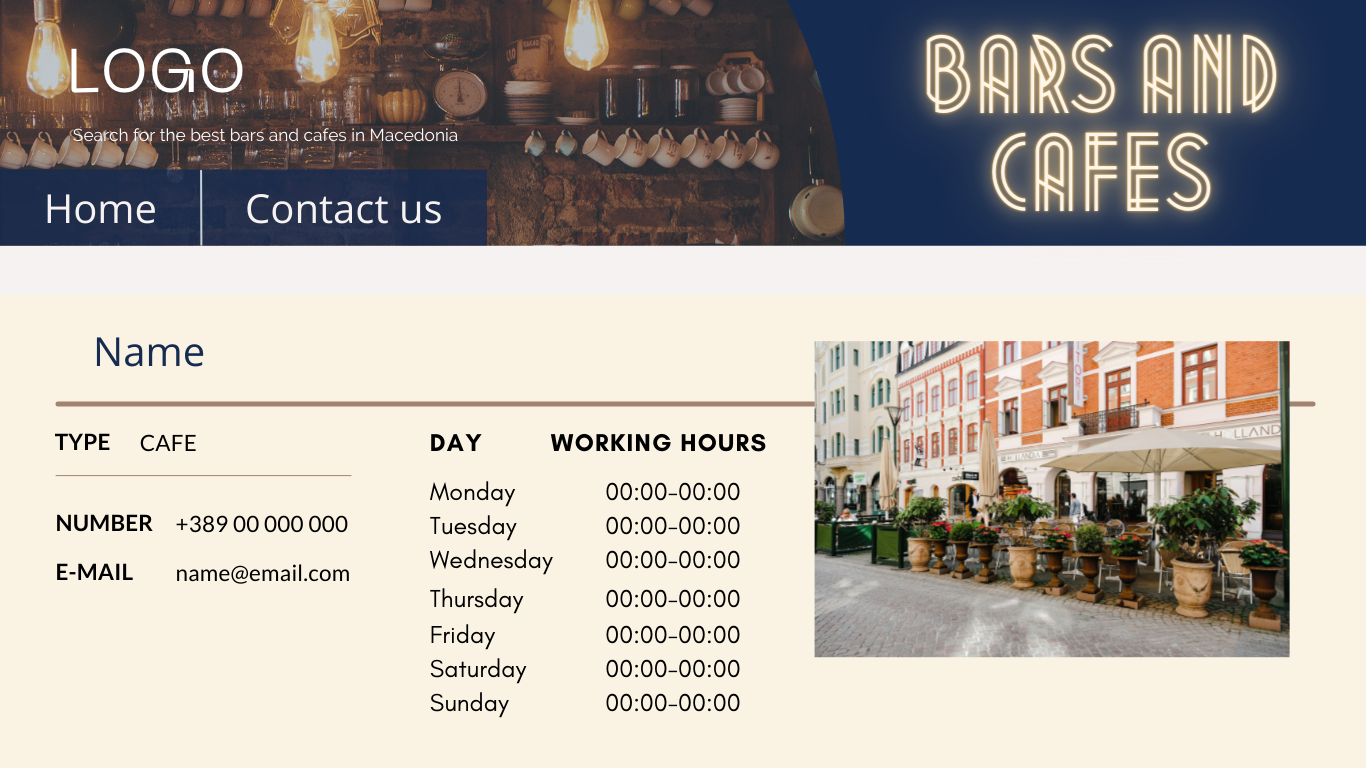 LOGO
Search for the best bars and cafes in Macedonia
Home
Contact us
BARS AND
CAFES
Name
TYPE CAFE
NUMBER +389 00 000 000
E-MAIL name@email.com
DAY WORKING HOURS
Monday 00:00-00:00
Tuesday 00:00-00:00
Wednesday 00:00-00:00
Thursday 00:00-00:00
Friday 00:00-00:00
Saturday 00:00-00:00
Sunday 00:00-00:00